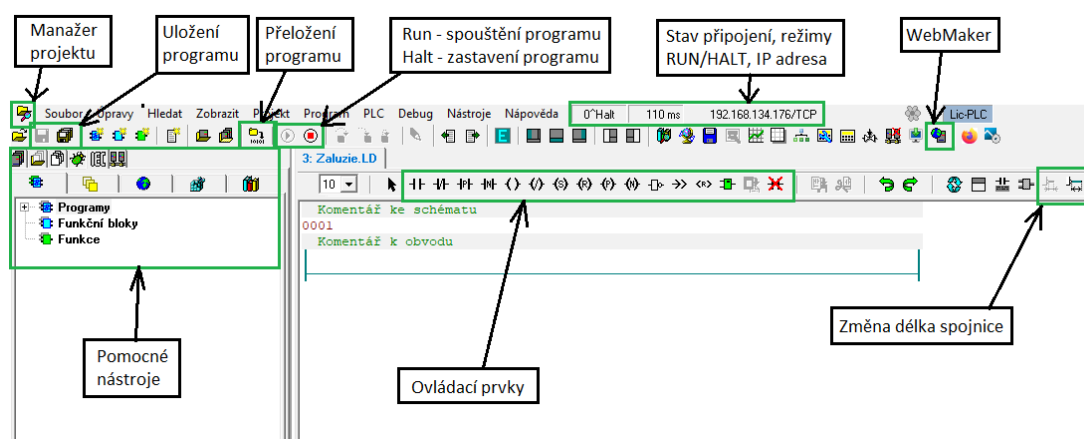 Manažer
projektu
Uložení
programu
Přeložení
programu
Run - spouštění programu
Halt - zastavení programu
Stav připojení, režimy
RUN/HALT, IP adresa
WebMaker
Soubor Úpravy Hledat Zobrazit Projekt Program PLC Debug Nástroje Nápověda 0^Halt 110 ms 192.168.134.176/TCP Lic-PLC
3: Zaluzie.LD
10
Programy
Funkční bloky
Funkce
Komentář ke schématu
0001
Komentář k obvodu
Pomocné
nástroje
Ovládací prvky
Změna délka spojnice